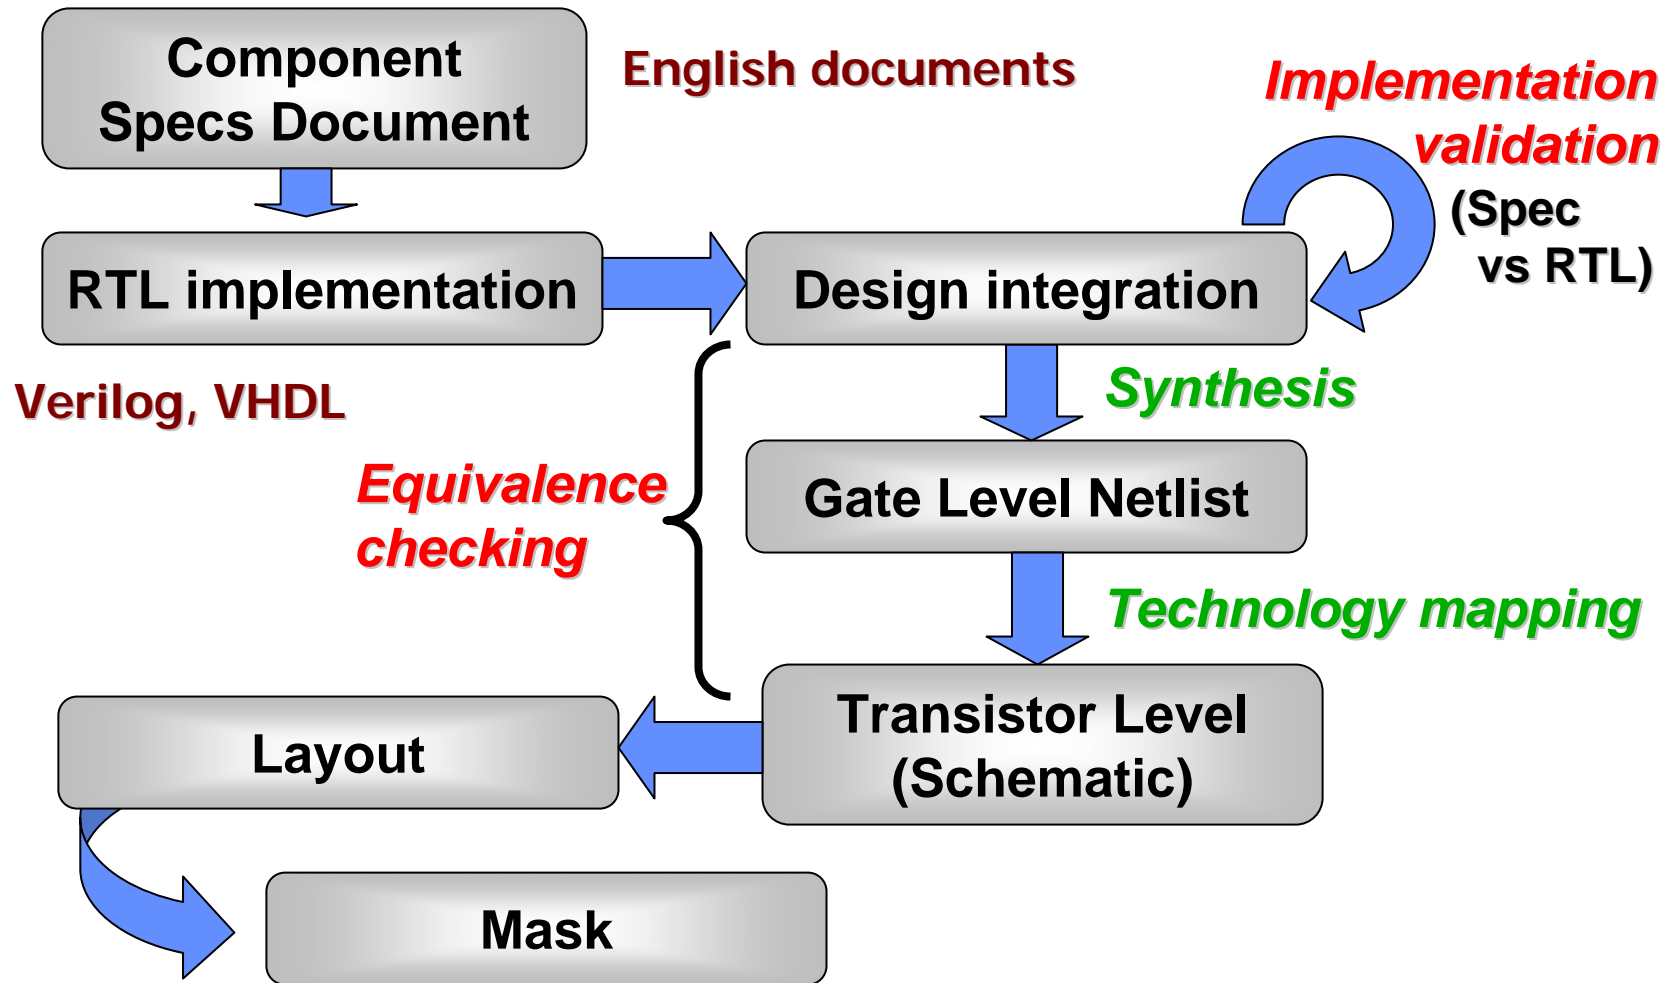 Component
Specs Document
English documents
Implementation
validation
(Spec
vs RTL)
RTL implementation
Design integration
Verilog, VHDL
Synthesis
Equivalence
checking
Gate Level Netlist
Technology mapping
Transistor Level
(Schematic)
Layout
Mask